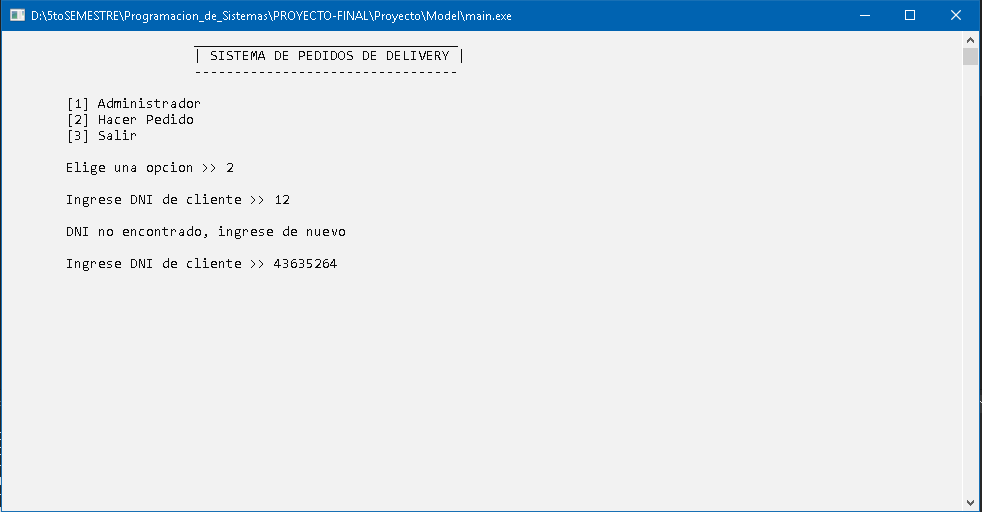 D:\5toSEMESTRE\Programacion_de_Sistemas\PROYECTO-FINAL\Proyecto\Model\main.exe
| SISTEMA DE PEDIDOS DE DELIVERY |
---------------------------------
[1] Administrador
[2] Hacer Pedido
[3] Salir
Elige una opcion >> 2
Ingrese DNI de cliente >> 12
DNI no encontrado, ingrese de nuevo
Ingrese DNI de cliente >> 43635264